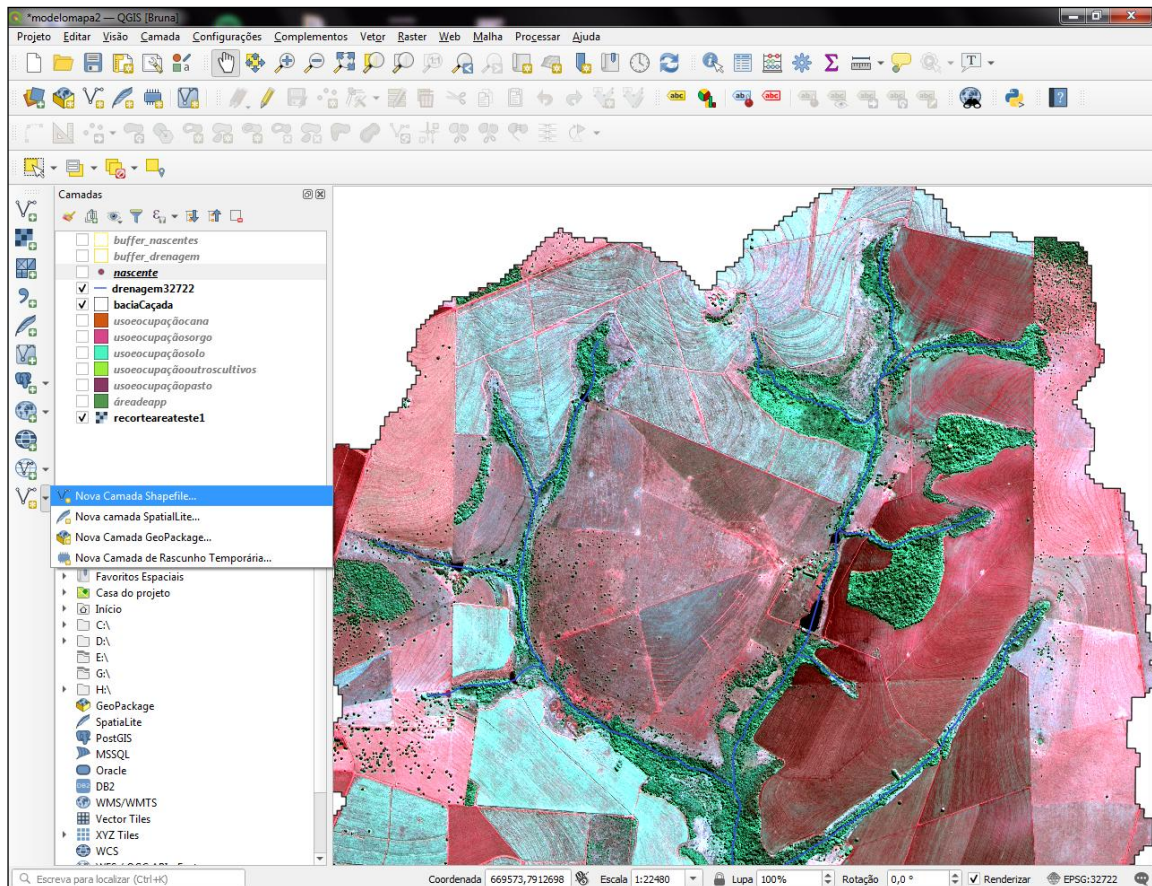 *modelomapa2 — QGIS [Bruna]
Projeto Editar Visão Camada Configurações Complementos Vetor Raster Web Malha Processar Ajuda
Camadas
buffer_nascentes
buffer_drenagem
nascente
drenagem32722
baciaCaçada
usoeocupaçãocana
usoeocupaçãosorgo
usoeocupaçãosolo
usoeocupaçãooutroscultivos
usoeocupaçãopasto
áreadeapp
recorteareateste1
Nova Camada Shapefile...
Nova camada SpatialLite...
Nova Camada GeoPackage...
Nova Camada de Rascunho Temporária...
Favoritos Espaciais
Casa do projeto
Início
C:\
D:\
E:\
G:\
H:\
GeoPackage
SpatiaLite
PostGIS
MSSQL
Oracle
DB2
WMS/WMTS
Vector Tiles
XYZ Tiles
WCS
Escreva para localizar (Ctrl+K) Coordenada 669573,7912698 Escala 1:22480 Lupa 100% Rotação 0,0 ° Renderizar EPSG:32722